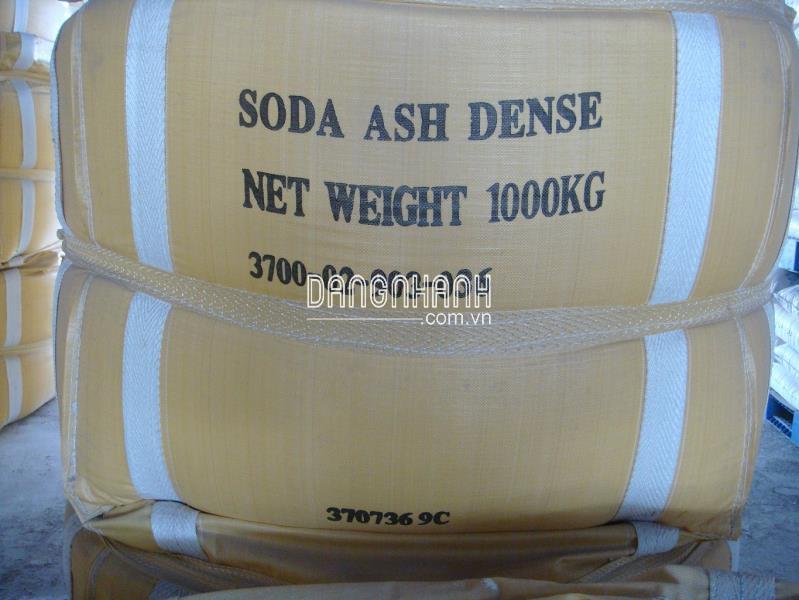 SODA ASH DENSE
NET WEIGHT 1000KG
DANGNHANH
.com.vn
370736 9C